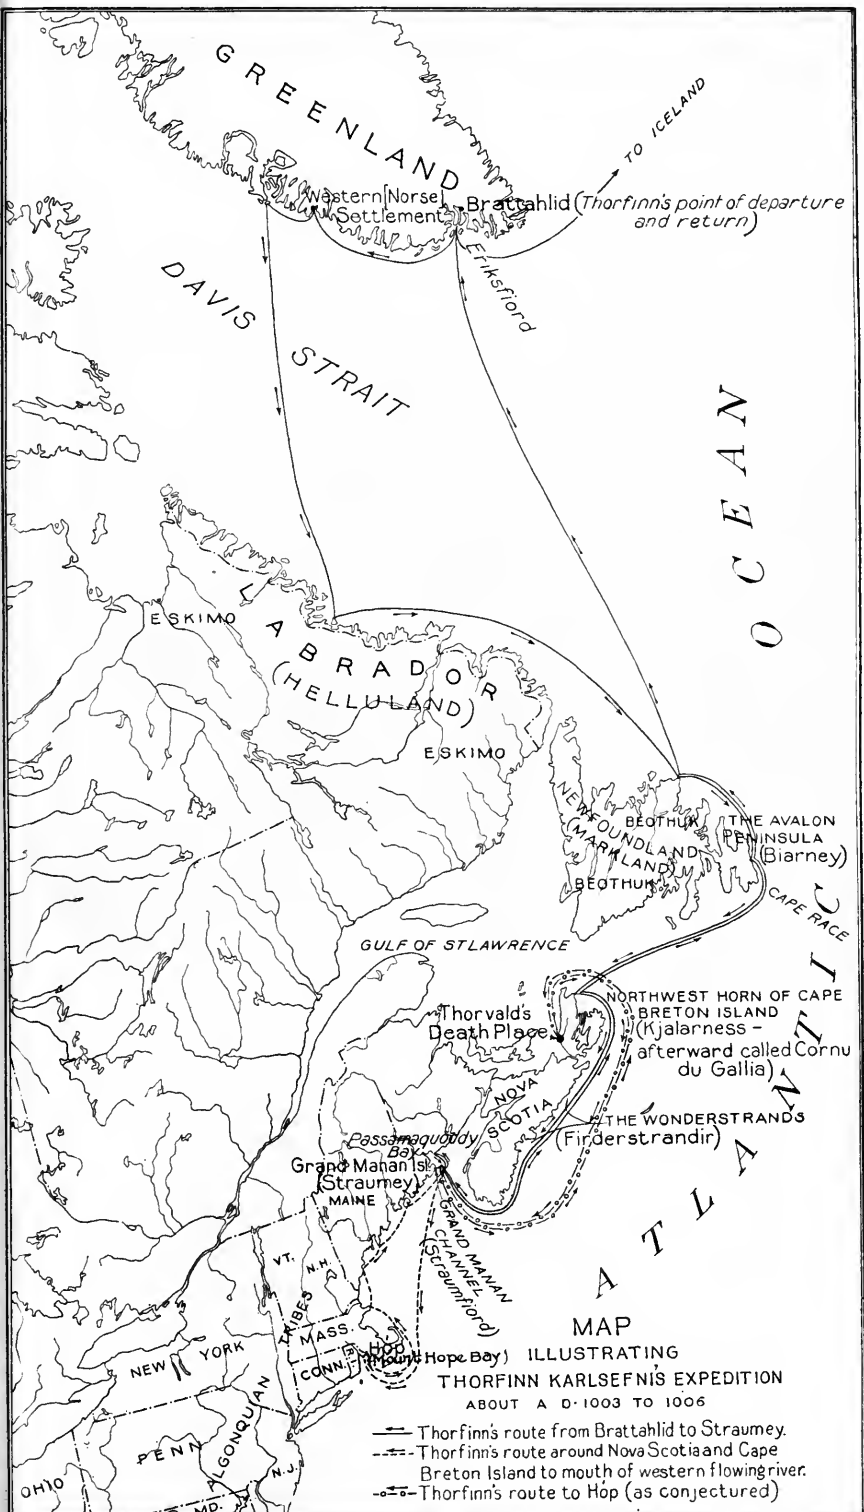 GREENLAND
TO ICELAND
Western Norse
Settlement
Brattahlid (Thorfinn's point of departure
and return)
Eriksfiord
DAVIS
STRAIT
OCEAN
ESKIMO
LABRADOR
(HELLULAND)
ESKIMO
NEWFOUNDLAND
(MARKLAND)
BEOTHUK
BEOTHUK
THE AVALON
PENINSULA
(Biarney)
CAPE RACE
GULF OF ST LAWRENCE
NORTHWEST HORN OF CAPE
BRETON ISLAND
(Kjalarness –
afterward called Cornu
du Gallia)
Thorvald's
Death Place
NOVA
SCOTIA
THE WONDERSTRANDS
(Firderstrandir)
Passamaquoddy
Bay
Grand Manan Is.
(Straumey)
MAINE
GRAND MANAN
CHANNEL
(Straumfiord)
ATLANTIC
VT.
N.H.
TRIBES
MASS.
CONN.
R.I.
Hop
(Mount Hope Bay)
NEW YORK
ALGONQUIAN
PENN
N.J.
OHIO
MD.
MAP
ILLUSTRATING
THORFINN KARLSEFNI'S EXPEDITION
ABOUT A D. 1003 TO 1006
Thorfinn's route from Brattahlid to Straumey.
Thorfinn's route around Nova Scotia and Cape
Breton Island to mouth of western flowing river.
Thorfinn's route to Hóp (as conjectured)